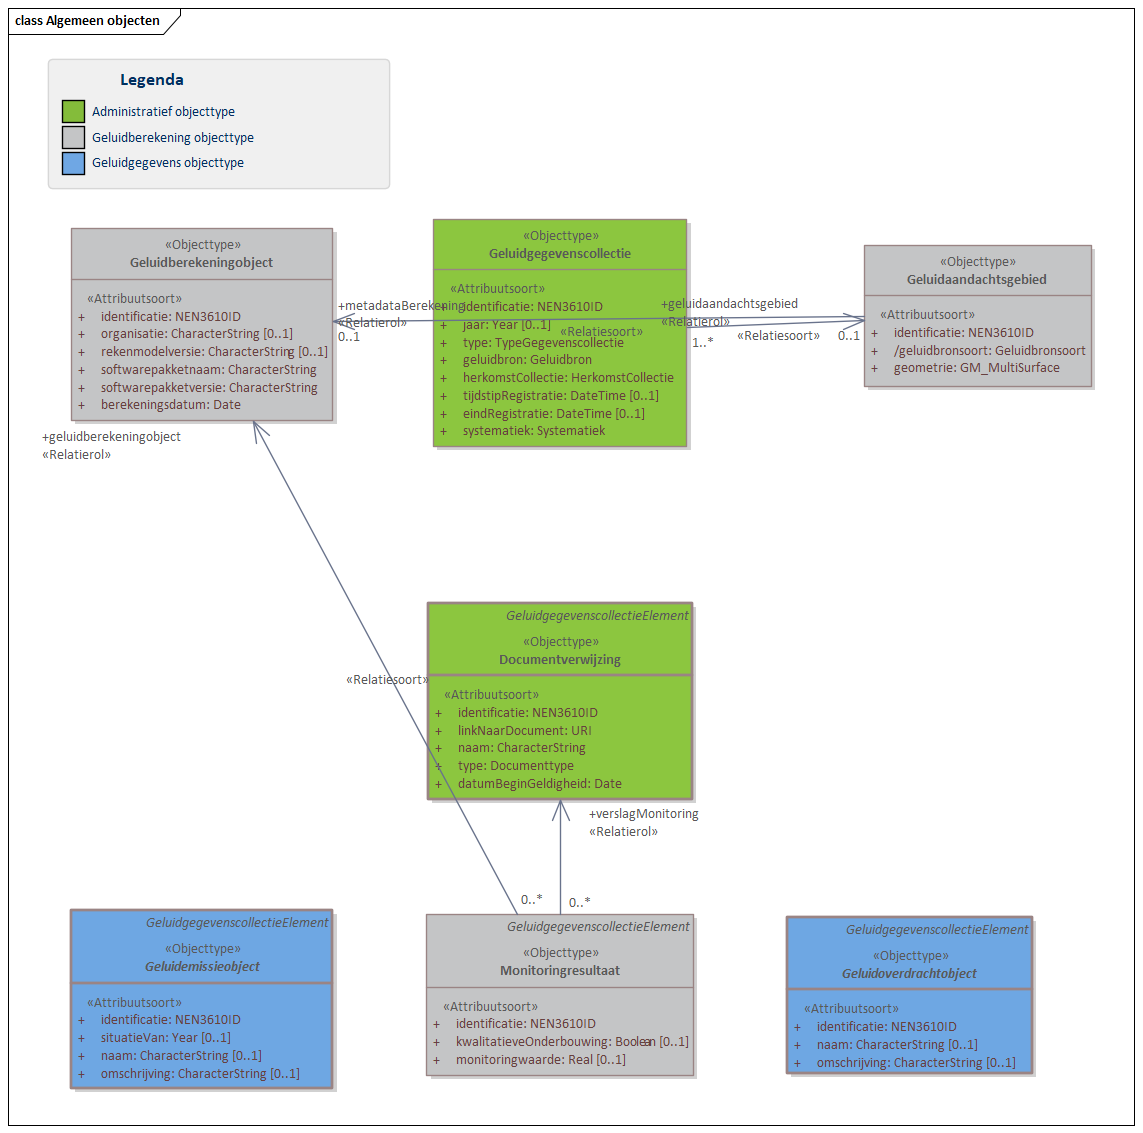 class Algemeen objecten
Legenda
Administratief objecttype
Geluidberekening objecttype
Geluidgegevens objecttype
«Objecttype»
Geluidberekeningobject
«Attribuutsoort»
+ identificatie: NEN3610ID
+ organisatie: CharacterString [0..1]
+ rekenmodelversie: CharacterString [0..1]
+ softwarepakketnaam: CharacterString
+ softwarepakketversie: CharacterString
+ berekeningsdatum: Date
+geluidberekeningobject
«Relatierol»
«Objecttype»
Geluidgegevenscollectie
«Attribuutsoort»
+ identificatie: NEN3610ID
+ jaar: Year [0..1]
+ type: TypeGegevenscollectie
+ geluidbron: Geluidbron
+ herkomstCollectie: HerkomstCollectie
+ tijdstipRegistratie: DateTime [0..1]
+ eindRegistratie: DateTime [0..1]
+ systematiek: Systematiek
+metadataBerekening
«Relatierol»
0..1
«Relatiesoort»
+geluidaandachtsgebied
«Relatierol»
1..*
«Relatiesoort»
0..1
«Objecttype»
Geluidaandachtsgebied
«Attribuutsoort»
+ identificatie: NEN3610ID
+ /geluidbronsoort: Geluidbronsoort
+ geometrie: GM_MultiSurface
«Relatiesoort»
GeluidgegevenscollectieElement
«Objecttype»
Documentverwijzing
«Attribuutsoort»
+ identificatie: NEN3610ID
+ linkNaarDocument: URI
+ naam: CharacterString
+ type: Documenttype
+ datumBeginGeldigheid: Date
+verslagMonitoring
«Relatierol»
0..*
0..*
GeluidgegevenscollectieElement
«Objecttype»
Geluidemissieobject
«Attribuutsoort»
+ identificatie: NEN3610ID
+ situatieVan: Year [0..1]
+ naam: CharacterString [0..1]
+ omschrijving: CharacterString [0..1]
GeluidgegevenscollectieElement
«Objecttype»
Monitoringresultaat
«Attribuutsoort»
+ identificatie: NEN3610ID
+ kwalitatieveOnderbouwing: Boolean [0..1]
+ monitoringwaarde: Real [0..1]
GeluidgegevenscollectieElement
«Objecttype»
Geluidoverdrachtobject
«Attribuutsoort»
+ identificatie: NEN3610ID
+ naam: CharacterString [0..1]
+ omschrijving: CharacterString [0..1]